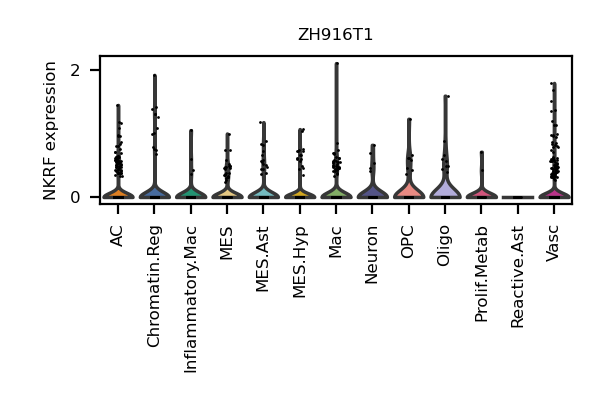 ZH916T1
NKRF expression
2
0
AC
Chromatin.Reg
Inflammatory.Mac
MES
MES.Ast
MES.Hyp
Mac
Neuron
OPC
Oligo
Prolif.Metab
Reactive.Ast
Vasc